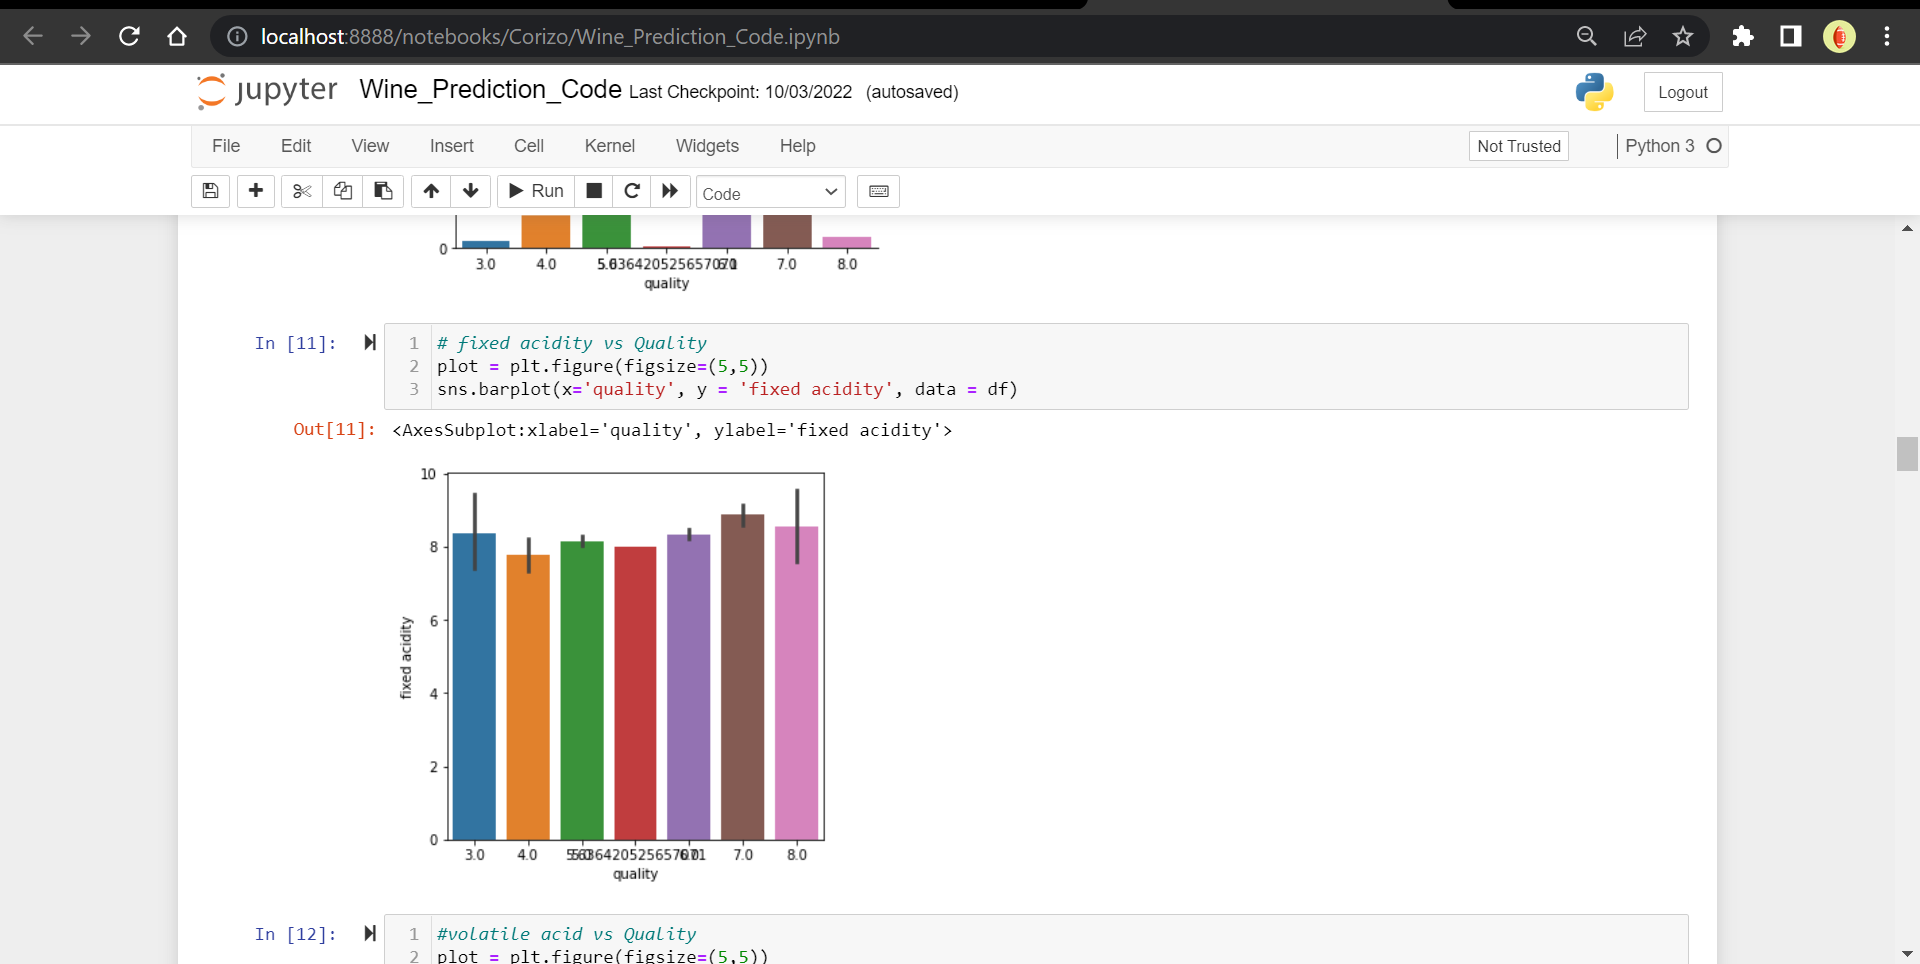 localhost:8888/notebooks/Corizo/Wine_Prediction_Code.ipynb
jupyter Wine_Prediction_Code Last Checkpoint: 10/03/2022 (autosaved)
Logout
File Edit View Insert Cell Kernel Widgets Help
Not Trusted
Python 3
Run
Code
0
3.0 4.0 7.0 8.0
quality
In [11]:
1 # fixed acidity vs Quality
2 plot = plt.figure(figsize=(5,5))
3 sns.barplot(x='quality', y = 'fixed acidity', data = df)
Out[11]: <AxesSubplot:xlabel='quality', ylabel='fixed acidity'>
10
8
6
4
2
0
fixed acidity
3.0 4.0 7.0 8.0
quality
In [12]:
1 #volatile acid vs Quality
2 plot = plt.figure(figsize=(5,5))